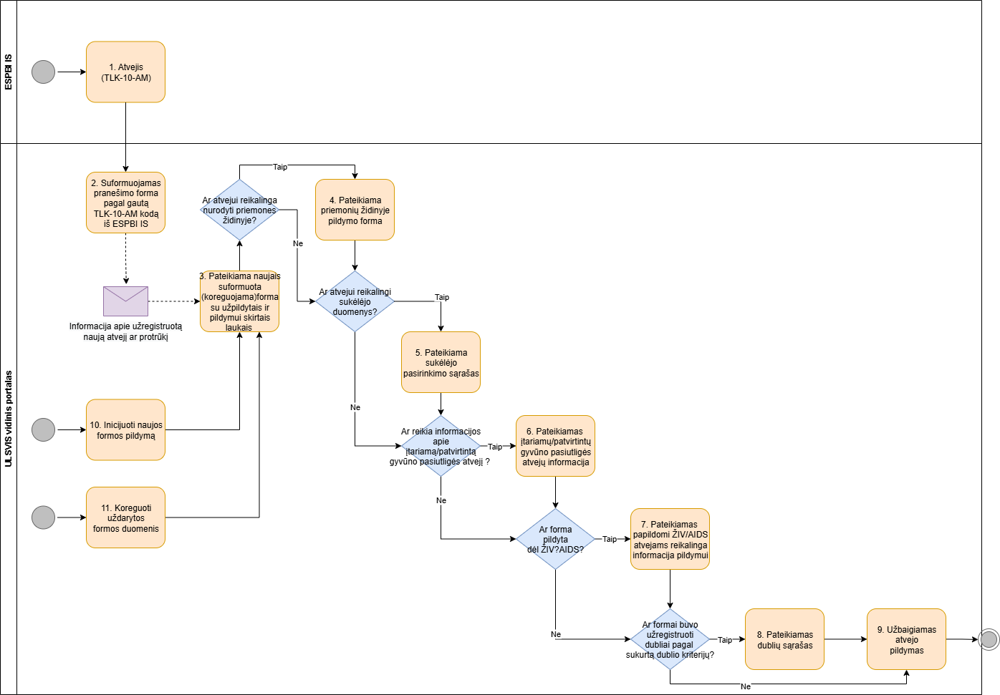 ESPBI IS
1. Atvejis
(TLK-10-AM)
ULSVIS vidinis portalas
2. Suformuojamas
pranešimo forma
pagal gautą
TLK-10-AM kodą
iš ESPBI IS
Informacija apie užregistruotą
naują atvejį ar protrūkį
3. Pateikiama naujais
suformuota
(koreguojama)forma
su užpildytais ir
pildymui skirtais
laukais
Ar atvejui reikalinga
nurodyti priemones
židinyje?
Taip
Ne
4. Pateikiama
priemonių židinyje
pildymo forma
Ar atvejui reikalingi
sukėlėjo
duomenys?
Taip
Ne
5. Pateikiama
sukėlėjo
pasirinkimo sąrašas
10. Inicijuoti naujos
formos pildymą
11. Koreguoti
uždarytos
formos duomenis
Ar reikia informacijos
apie
įtariamą/patvirtintą
gyvūno pasiutligės atvejį ?
Taip
Ne
6. Pateikiamas
įtariamų/patvirtintų
gyvūno pasiutligės
atvejų informacija
Ar forma
pildyta
dėl ŽIV?AIDS?
Taip
Ne
7. Pateikiamas
papildomi ŽIV/AIDS
atvejams reikalinga
informacija pildymui
Ar formai buvo
užregistruoti
dubliai pagal
sukurtą dublio kriterijų?
Taip
Ne
8. Pateikiamas
dublių sąrašas
9. Užbaigiamas
atvejo
pildymas